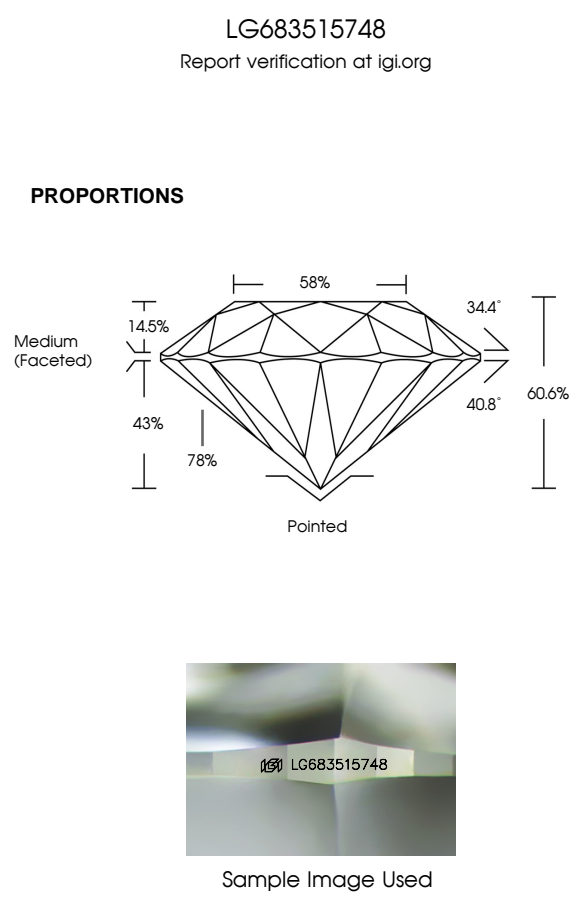 LG683515748
Report verification at igi.org
PROPORTIONS
58%
34.4°
14.5%
Medium
(Faceted)
60.6%
40.8°
43%
78%
Pointed
IGI LG683515748
Sample Image Used